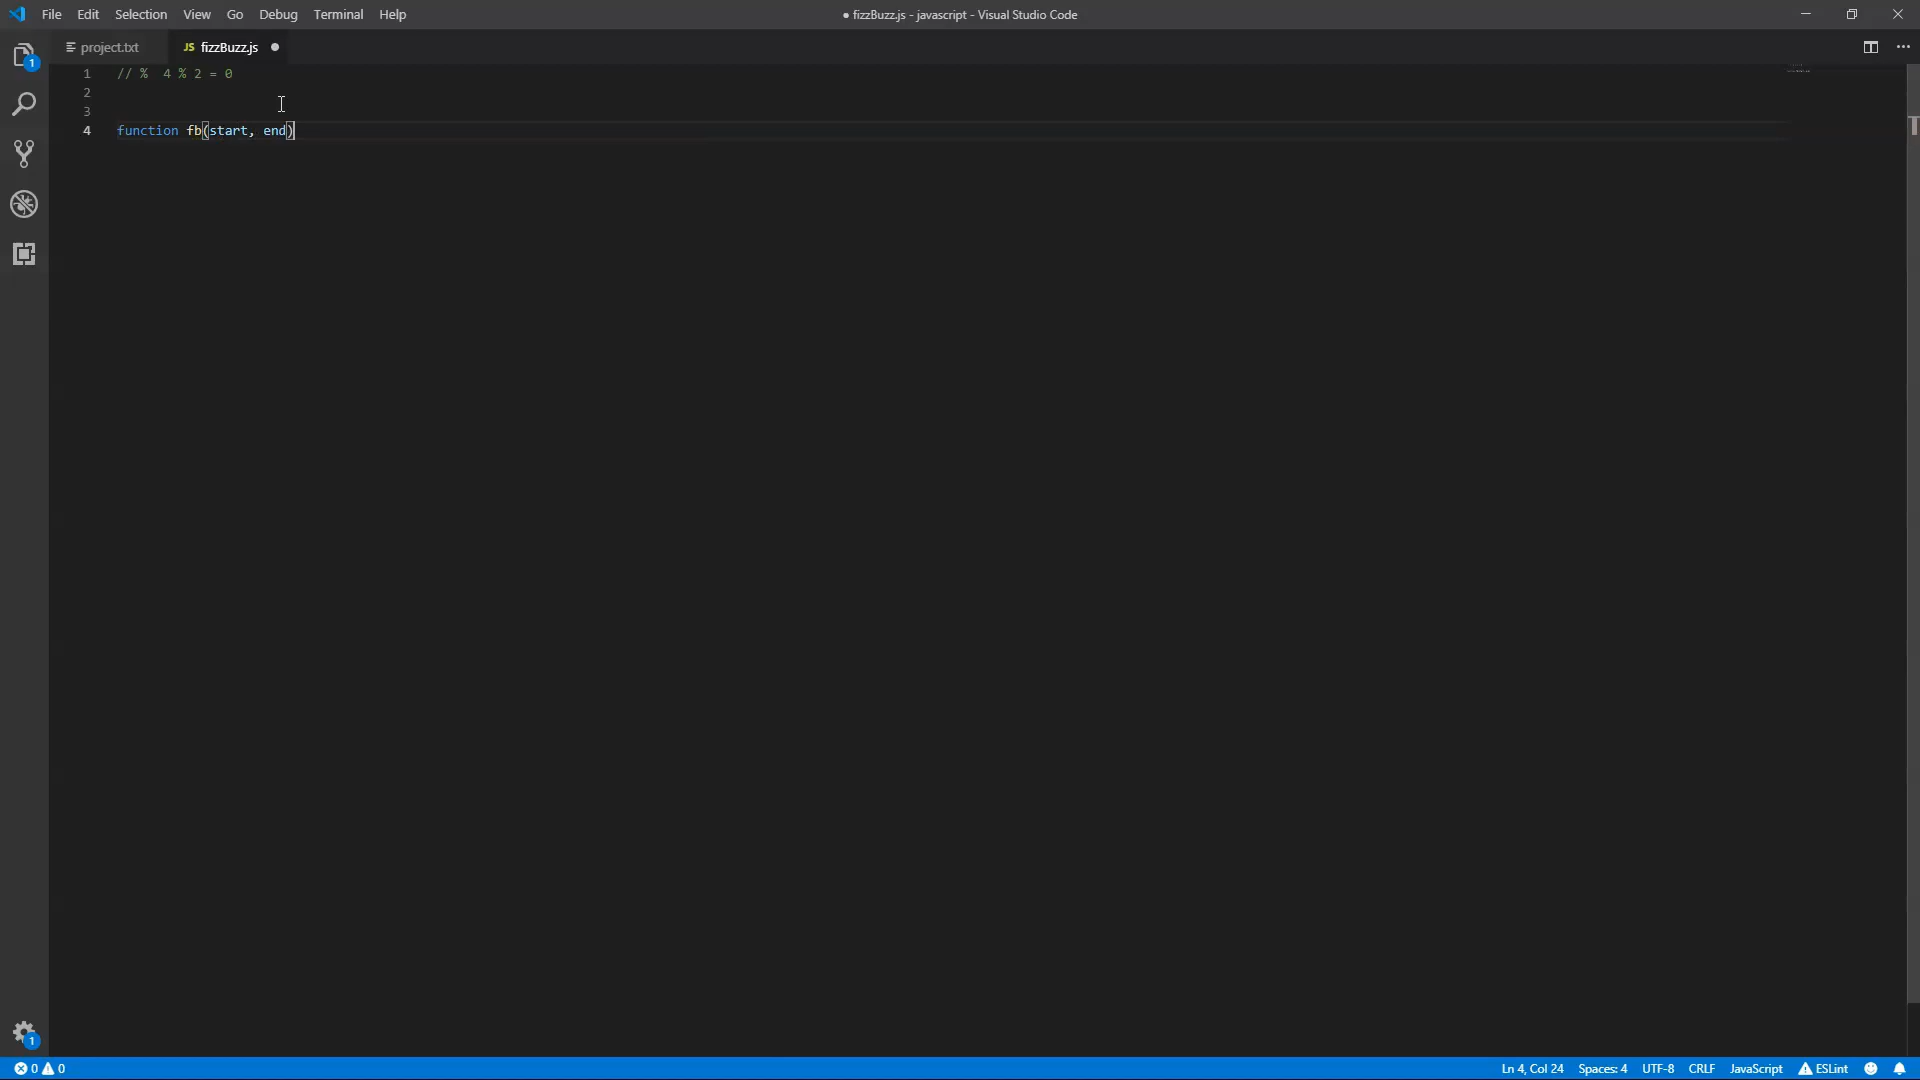 File Edit Selection View Go Debug Terminal Help
● fizzBuzz.js - javascript - Visual Studio Code
project.txt
JS fizzBuzz.js ●
1 // %  4 % 2 = 0
2
3
4 function fb(start, end)
1
1
0 0
Ln 4, Col 24 Spaces: 4 UTF-8 CRLF JavaScript ESLint